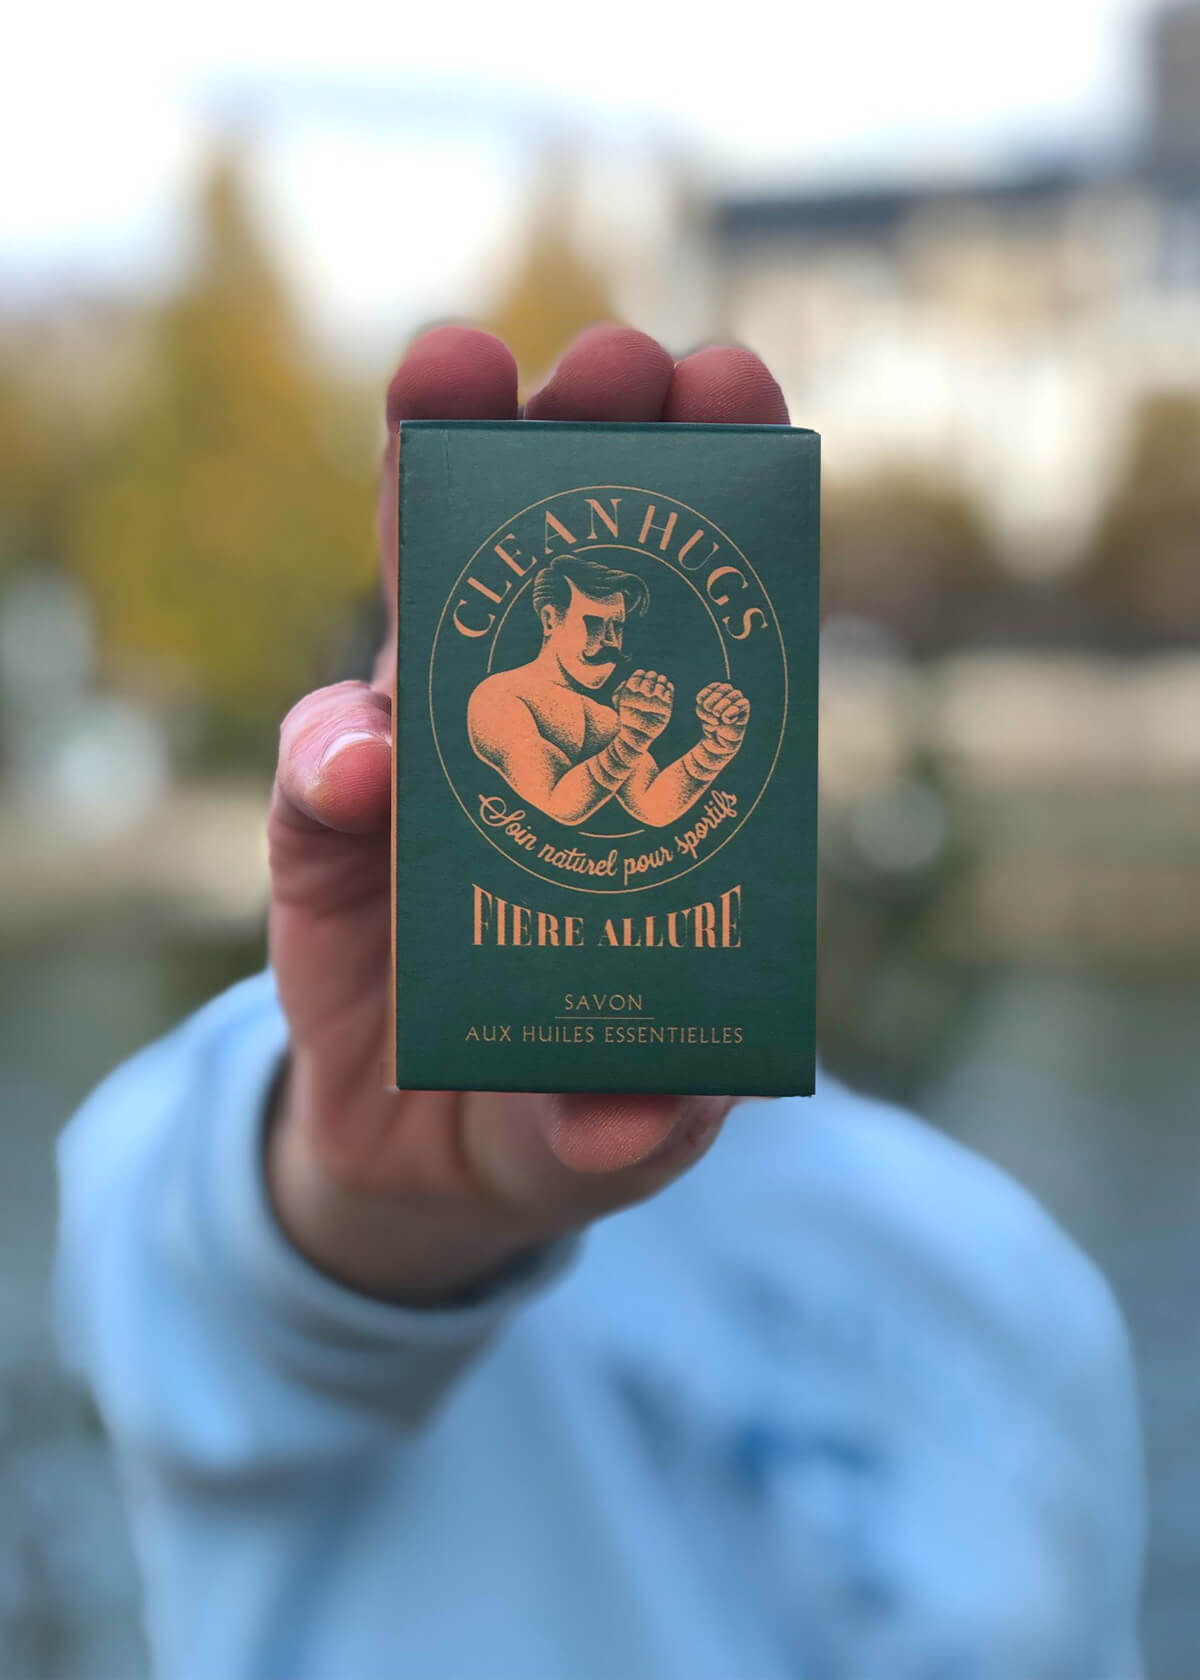 CLEANHUGS
Soin naturel pour sportifs
FIERE ALLURE
SAVON
AUX HUILES ESSENTIELLES